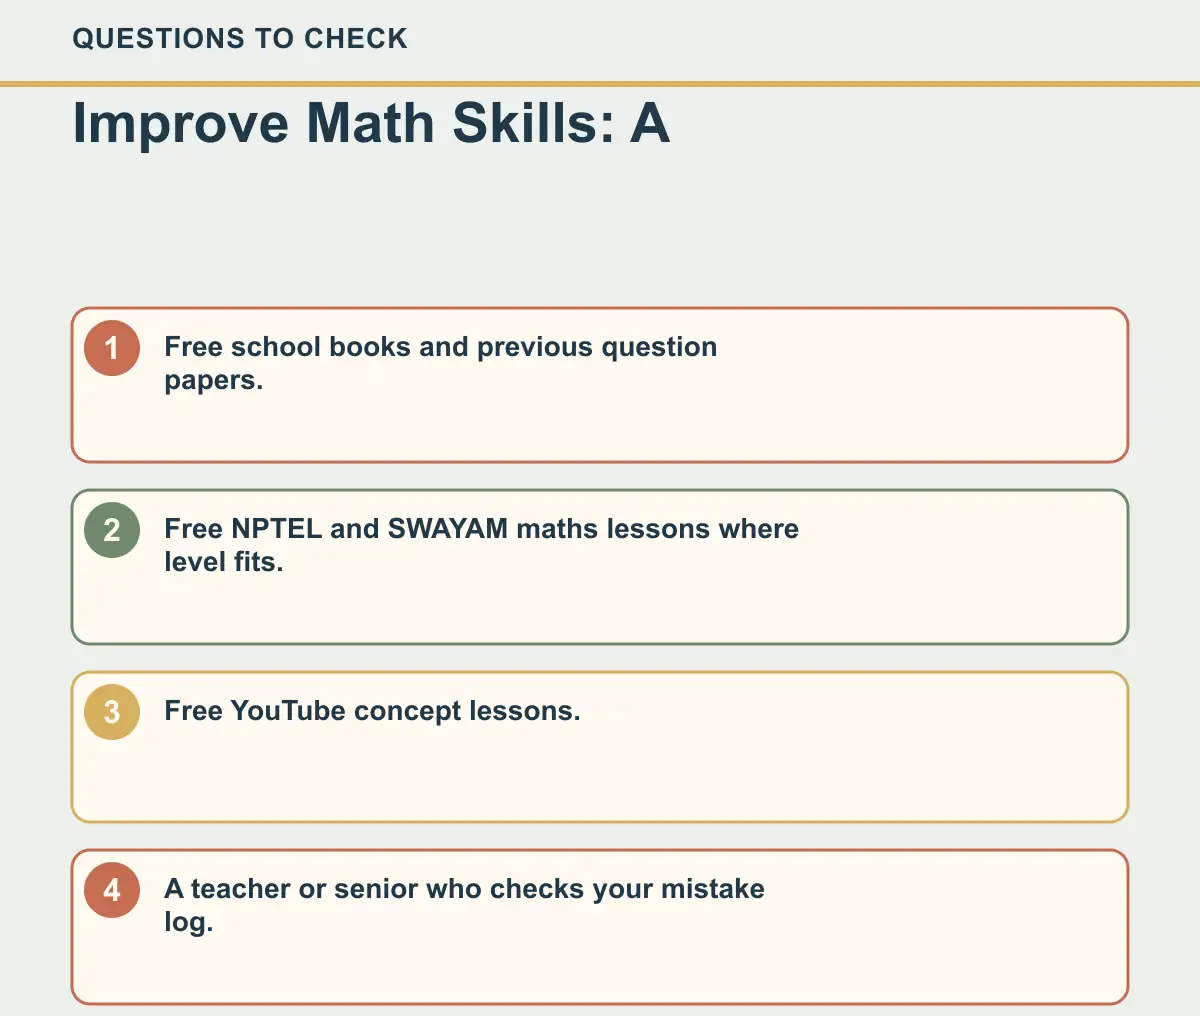 QUESTIONS TO CHECK
Improve Math Skills: A
1
Free school books and previous question
papers.
2
Free NPTEL and SWAYAM maths lessons where
level fits.
3
Free YouTube concept lessons.
4
A teacher or senior who checks your mistake
log.